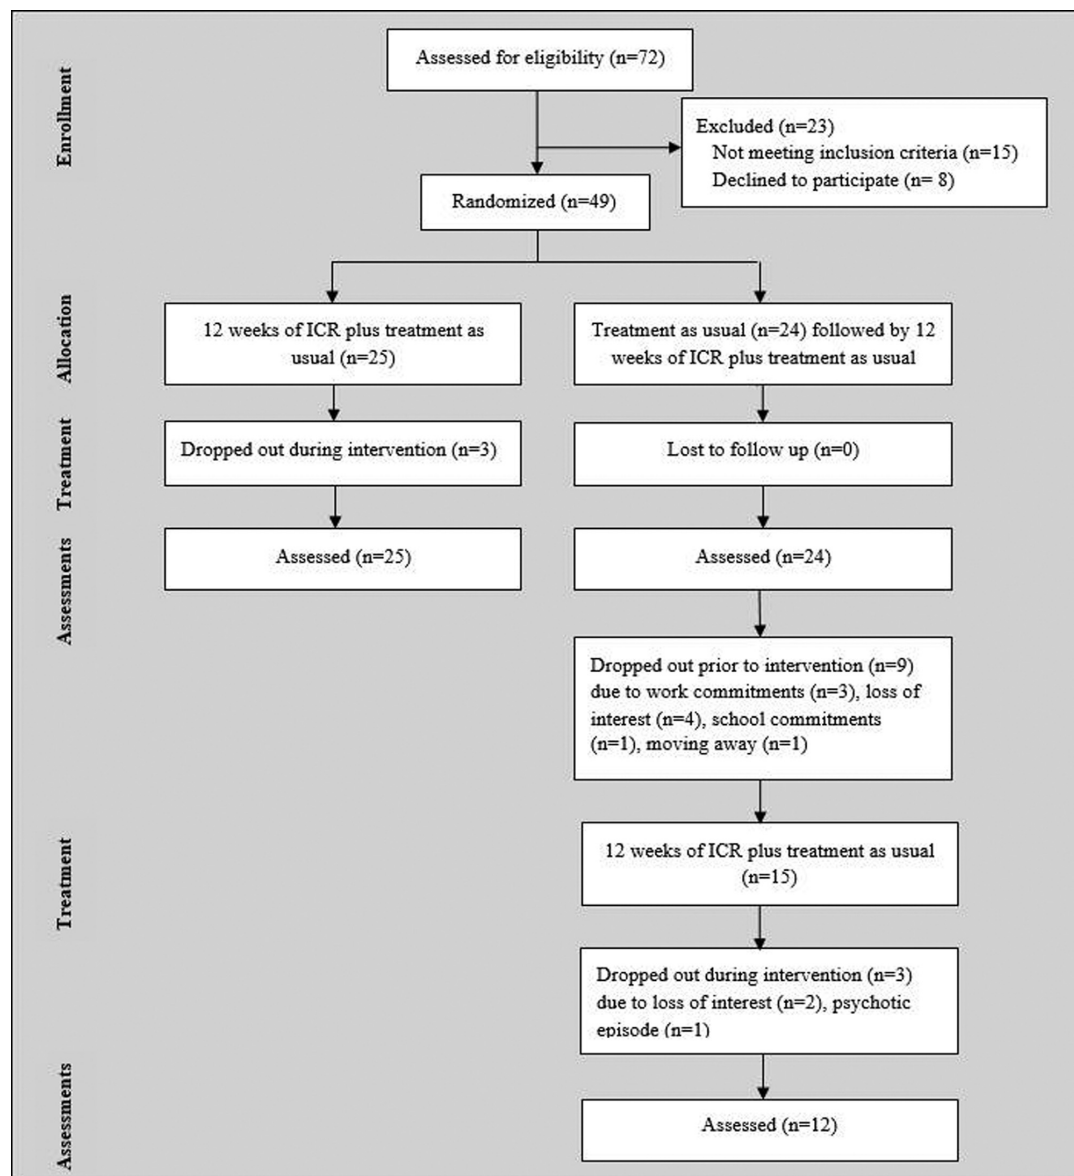 Enrollment
Assessed for eligibility (n=72)
Excluded (n=23)
Not meeting inclusion criteria (n=15)
Declined to participate (n= 8)
Randomized (n=49)
Allocation
12 weeks of ICR plus treatment as
usual (n=25)
Treatment as usual (n=24) followed by 12
weeks of ICR plus treatment as usual
Treatment
Dropped out during intervention (n=3)
Lost to follow up (n=0)
Assessments
Assessed (n=25)
Assessed (n=24)
Dropped out prior to intervention (n=9)
due to work commitments (n=3), loss of
interest (n=4), school commitments
(n=1), moving away (n=1)
Treatment
12 weeks of ICR plus treatment as usual
(n=15)
Dropped out during intervention (n=3)
due to loss of interest (n=2), psychotic
episode (n=1)
Assessments
Assessed (n=12)